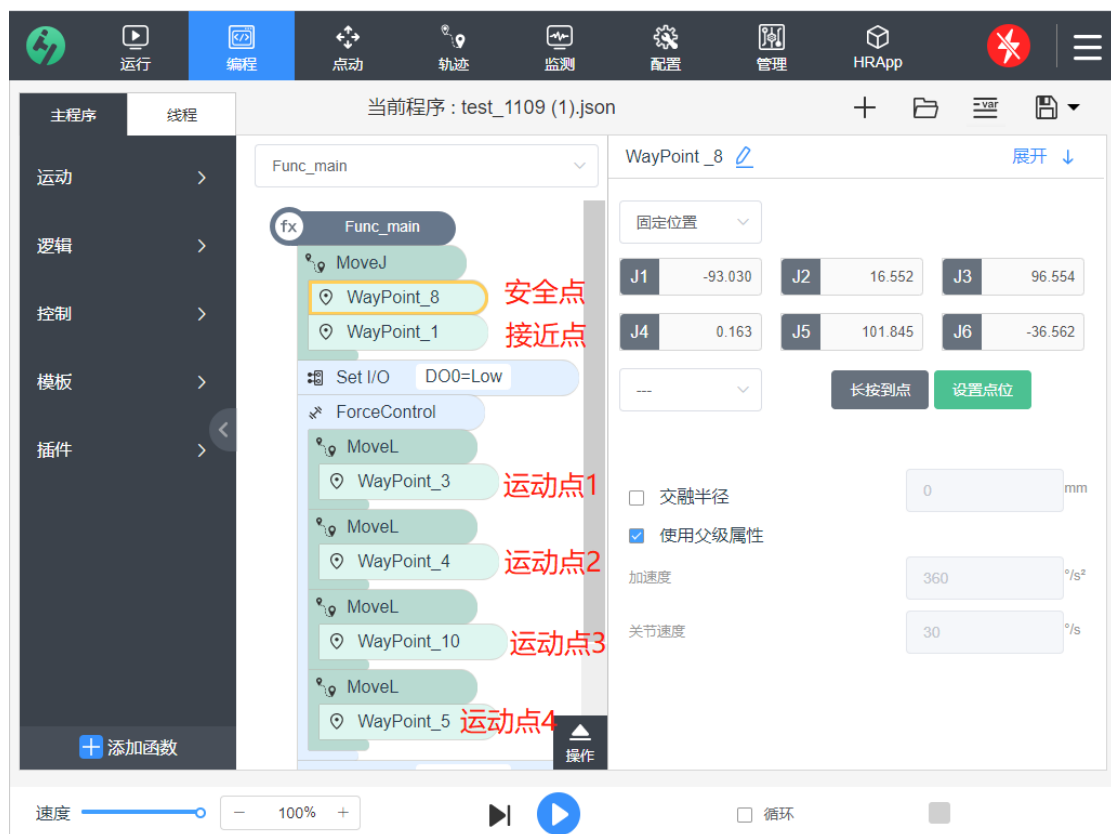 运行
编程
点动
轨迹
监测
配置
管理
HRApp
主程序
线程
当前程序 : test_1109 (1).json
var
运动
逻辑
控制
模板
插件
添加函数
Func_main
fx Func_main
MoveJ
WayPoint_8 安全点
WayPoint_1 接近点
Set I/O DO0=Low
ForceControl
MoveL
WayPoint_3 运动点1
MoveL
WayPoint_4 运动点2
MoveL
WayPoint_10 运动点3
MoveL
WayPoint_5 运动点4
操作
WayPoint _8
展开 ↓
固定位置
J1 -93.030 J2 16.552 J3 96.554
J4 0.163 J5 101.845 J6 -36.562
---
长按到点
设置点位
交融半径 0 mm
使用父级属性
加速度 360 °/s²
关节速度 30 °/s
速度 − 100% +
循环